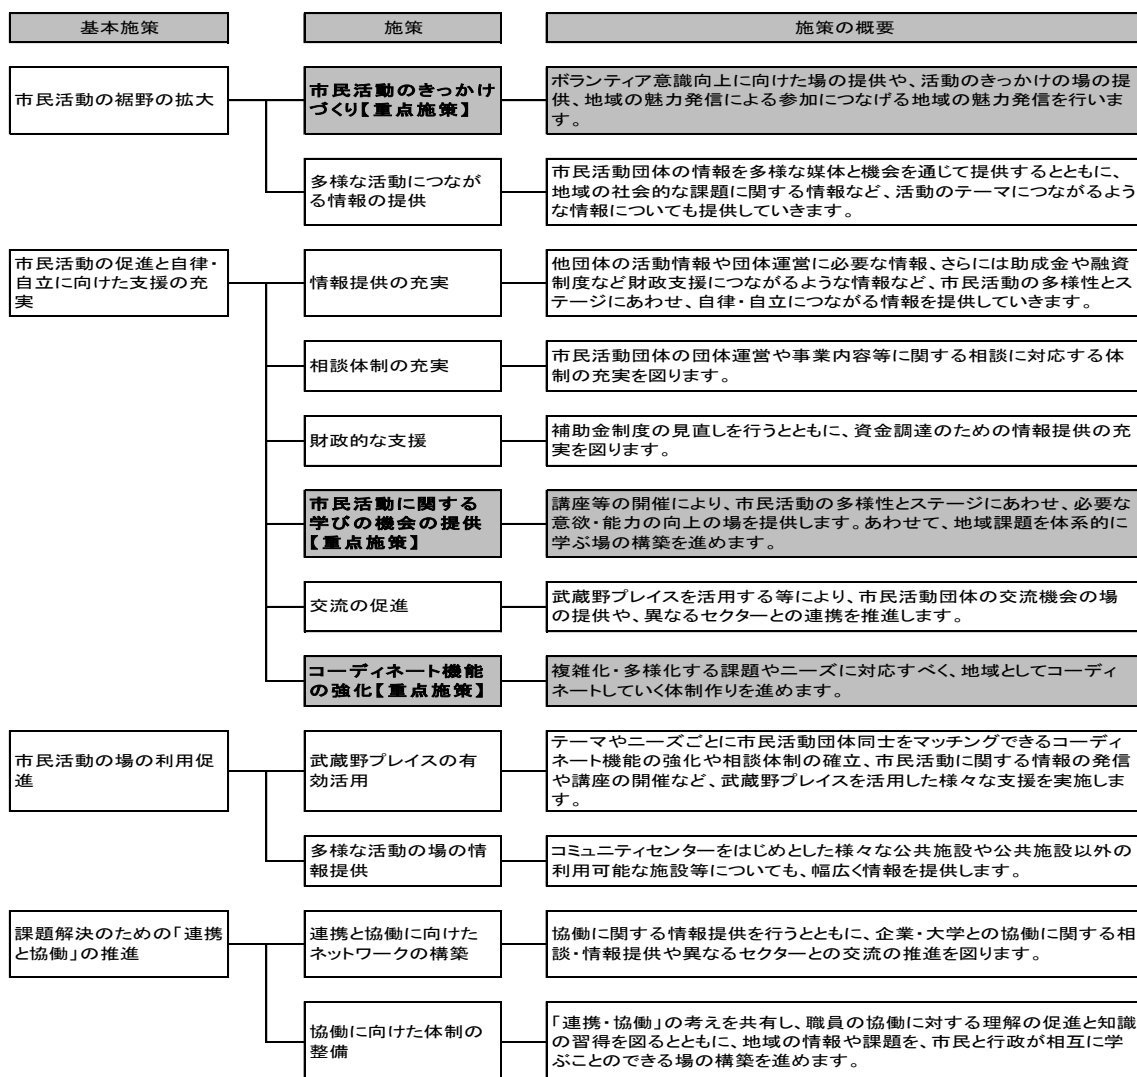 基本施策
施策
施策の概要
市民活動の裾野の拡大
市民活動のきっかけ
づくり【重点施策】
ボランティア意識向上に向けた場の提供や、活動のきっかけの場の提
供、地域の魅力発信による参加につなげる地域の魅力発信を行いま
す。
多様な活動につなが
る情報の提供
市民活動団体の情報を多様な媒体と機会を通じて提供するとともに、
地域の社会的な課題に関する情報など、活動のテーマにつながるよう
な情報についても提供していきます。
市民活動の促進と自律・
自立に向けた支援の充
実
情報提供の充実
他団体の活動情報や団体運営に必要な情報、さらには助成金や融資
制度など財政支援につながるような情報など、市民活動の多様性とス
テージにあわせ、自律・自立につながる情報を提供していきます。
相談体制の充実
市民活動団体の団体運営や事業内容等に関する相談に対応する体
制の充実を図ります。
財政的な支援
補助金制度の見直しを行うとともに、資金調達のための情報提供の充
実を図ります。
市民活動に関する
学びの機会の提供
【重点施策】
講座等の開催により、市民活動の多様性とステージにあわせ、必要な
意欲・能力の向上の場を提供します。あわせて、地域課題を体系的に
学ぶ場の構築を進めます。
交流の促進
武蔵野プレイスを活用する等により、市民活動団体の交流機会の場
の提供や、異なるセクターとの連携を推進します。
コーディネート機能
の強化【重点施策】
複雑化・多様化する課題やニーズに対応すべく、地域としてコーディ
ネートしていく体制作りを進めます。
市民活動の場の利用促
進
武蔵野プレイスの有
効活用
テーマやニーズごとに市民活動団体同士をマッチングできるコーディ
ネート機能の強化や相談体制の確立、市民活動に関する情報の発信
や講座の開催など、武蔵野プレイスを活用した様々な支援を実施しま
す。
多様な活動の場の情
報提供
コミュニティセンターをはじめとした様々な公共施設や公共施設以外の
利用可能な施設等についても、幅広く情報を提供します。
課題解決のための「連携
と協働」の推進
連携と協働に向けた
ネットワークの構築
協働に関する情報提供を行うとともに、企業・大学との協働に関する相
談・情報提供や異なるセクターとの交流の推進を図ります。
協働に向けた体制の
整備
「連携・協働」の考えを共有し、職員の協働に対する理解の促進と知識
の習得を図るとともに、地域の情報や課題を、市民と行政が相互に学
ぶことのできる場の構築を進めます。